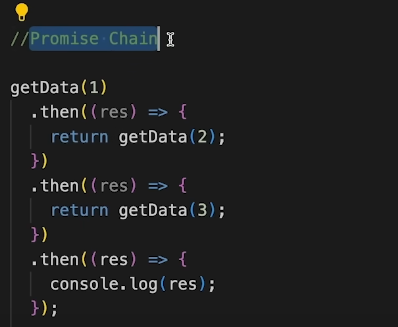 //Promise Chain
getData(1)
.then((res) => {
return getData(2);
})
.then((res) => {
return getData(3);
})
.then((res) => {
console.log(res);
});